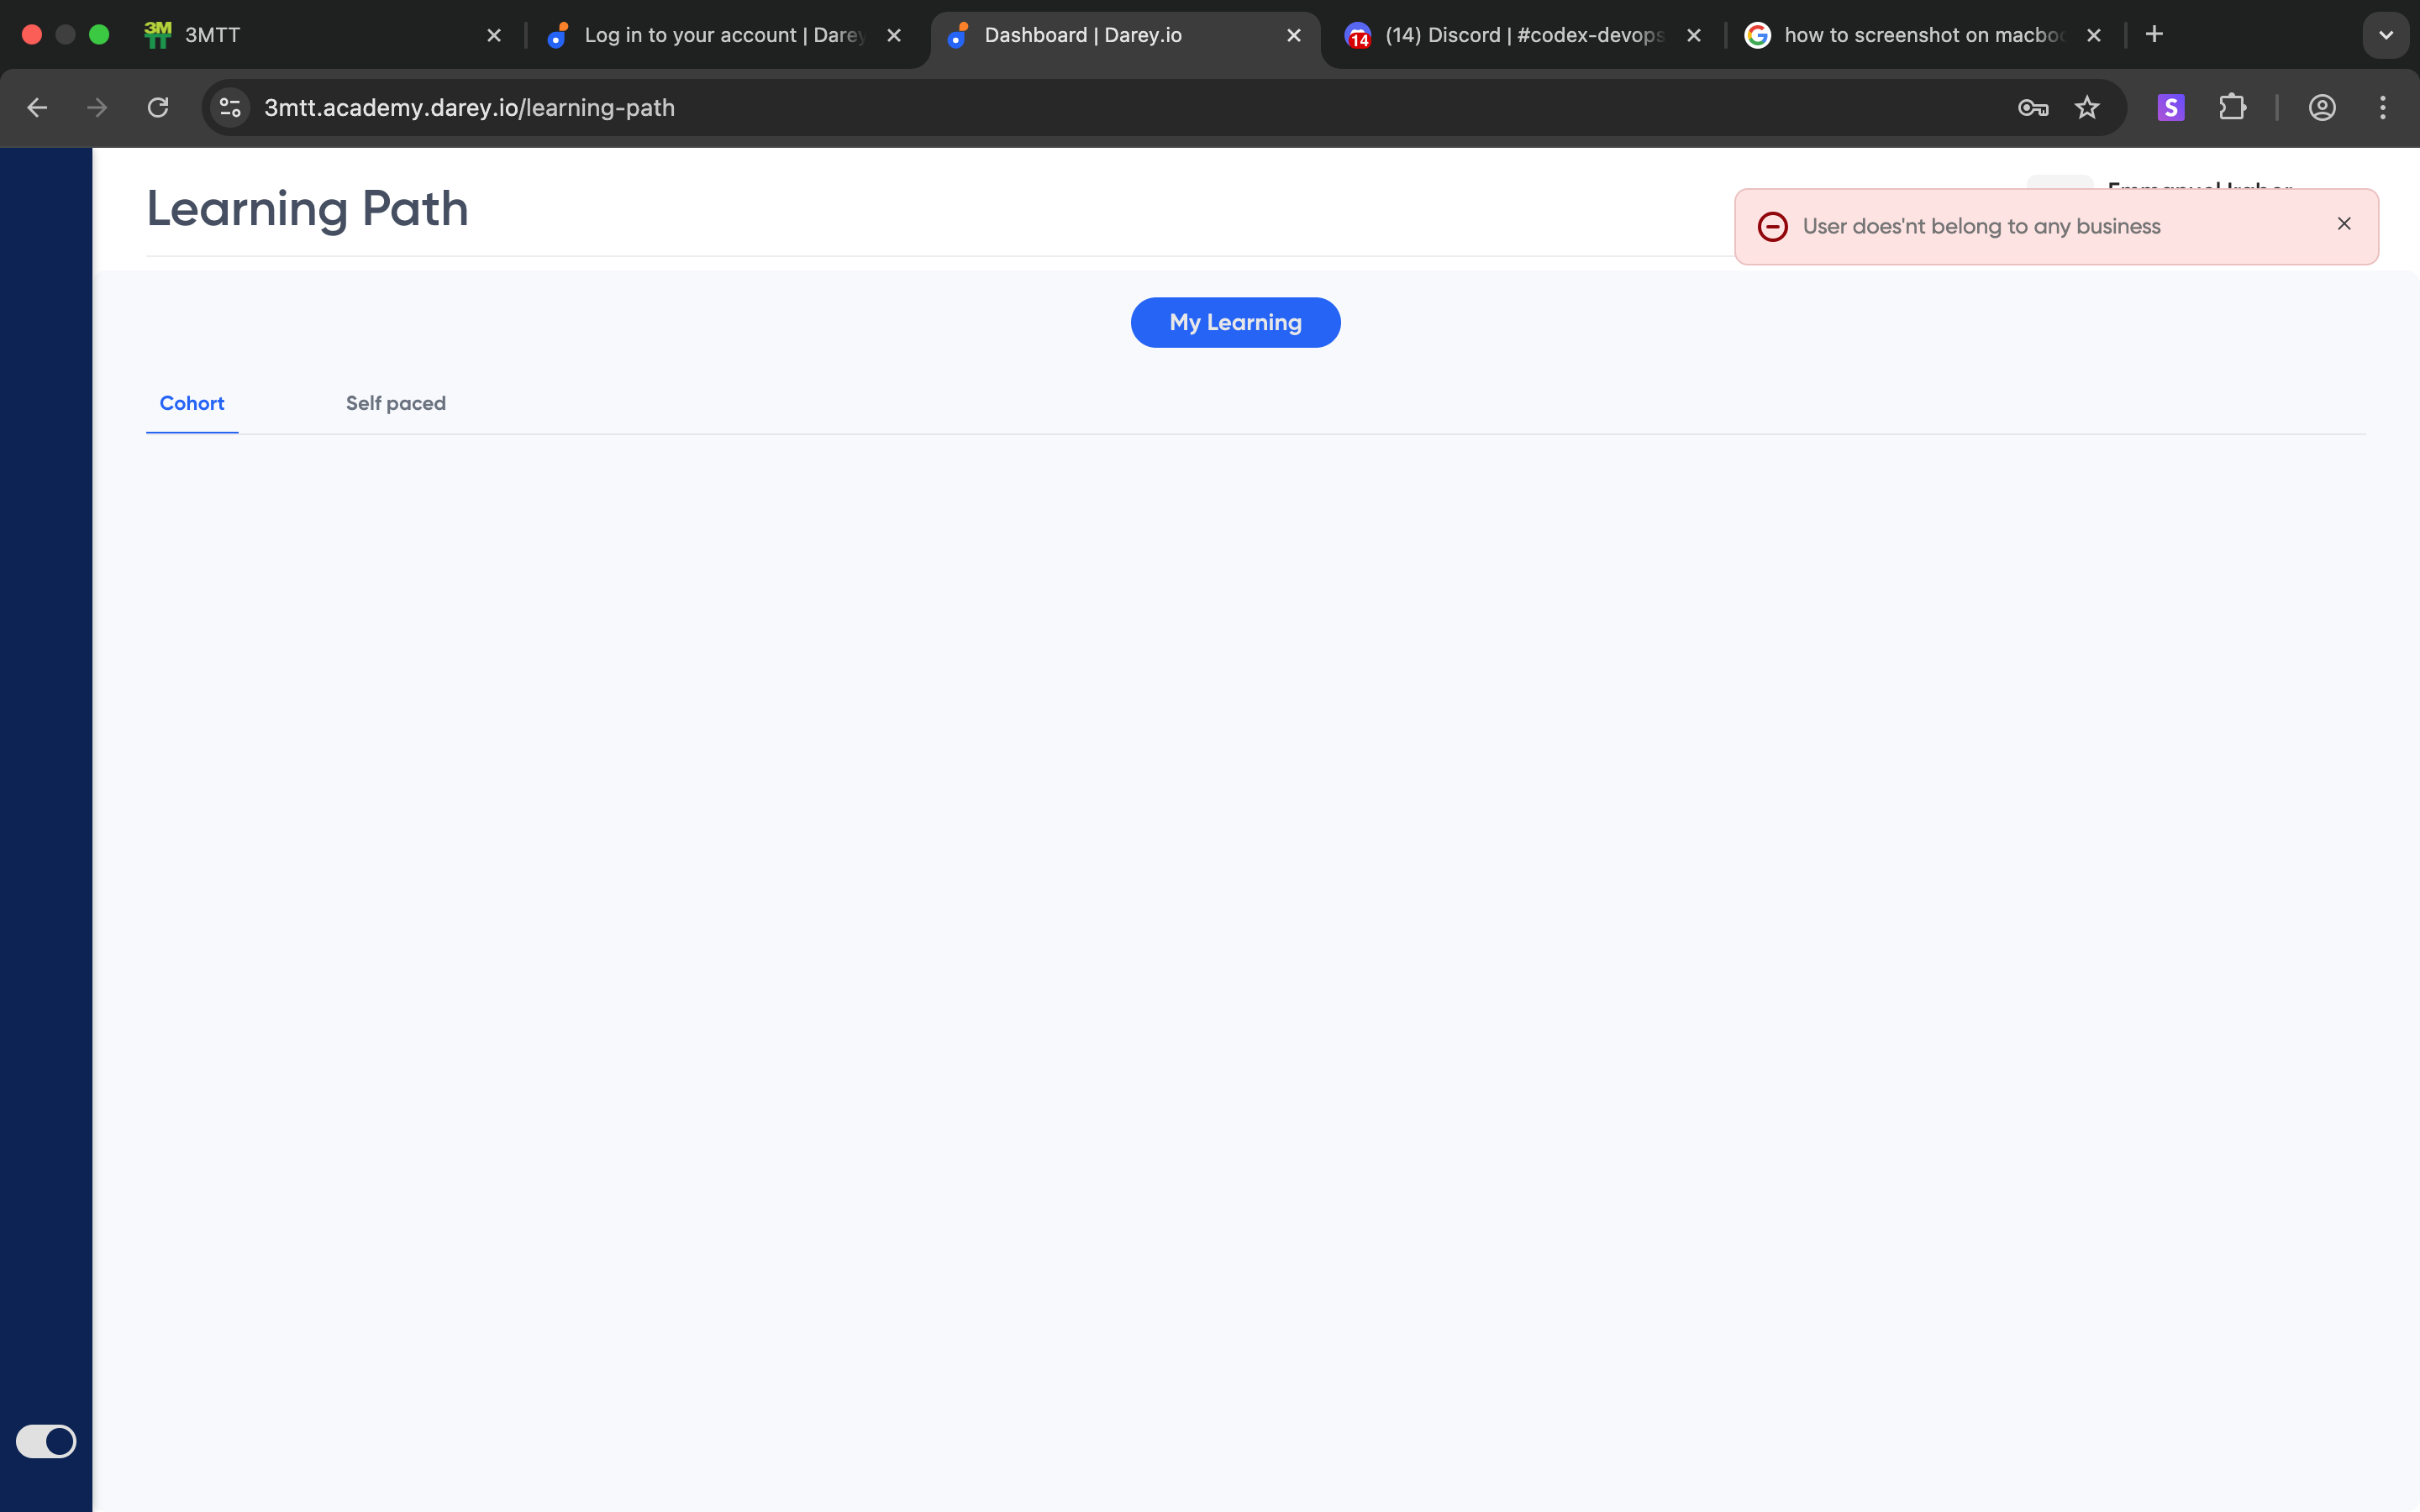 3MTT
Log in to your account | Darey
Dashboard | Darey.io
(14) Discord | #codex-devops
how to screenshot on macboo
3mtt.academy.darey.io/learning-path
S
Learning Path
User does'nt belong to any business
My Learning
Cohort
Self paced